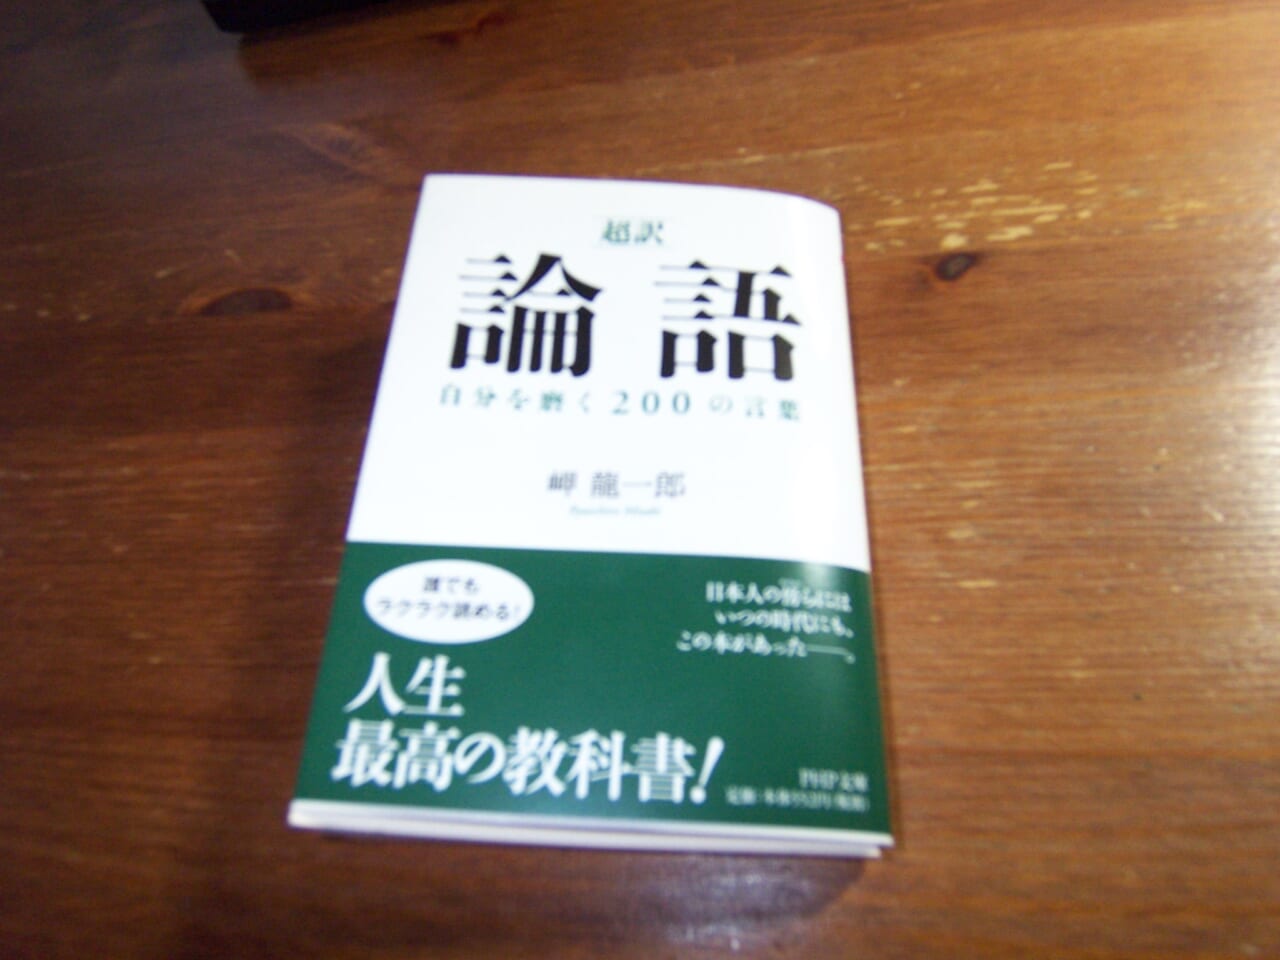 超訳
論語
自分を磨く200の言葉
岬 龍一郎
誰でも
ラクラク読める!
日本人の傍らには
いつの時代にも、
この本があった――。
人生
最高の教科書!
PHP文庫